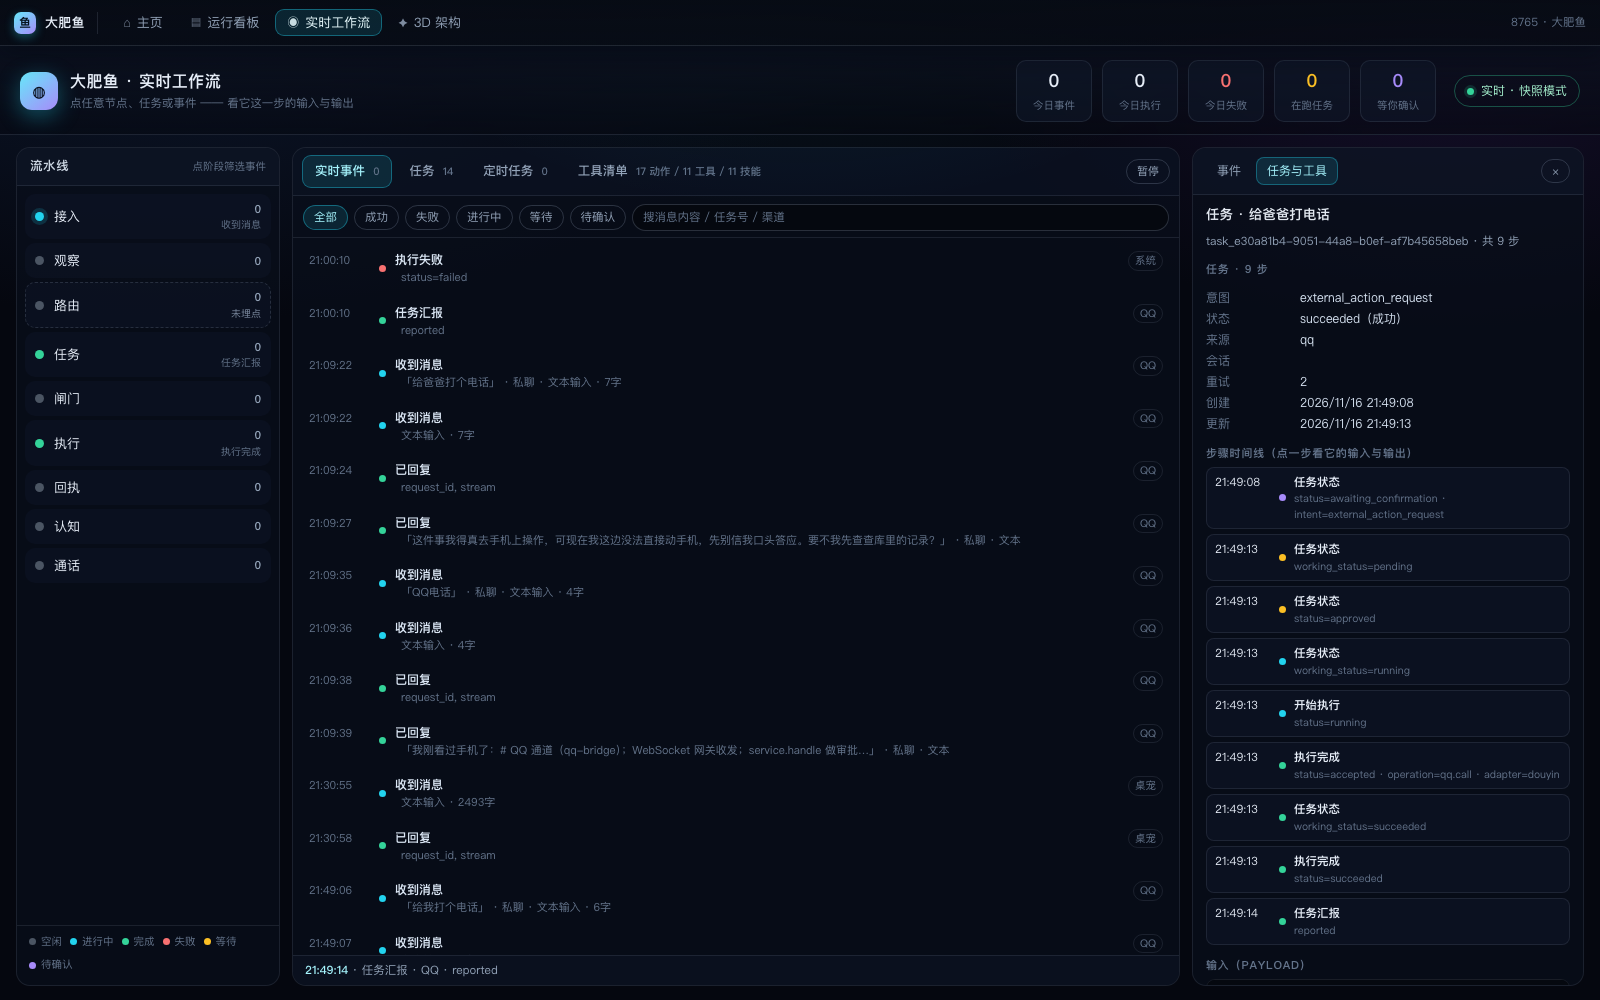 鱼 大肥鱼 主页 运行看板 实时工作流 3D 架构 8765 · 大肥鱼
大肥鱼 · 实时工作流
点任意节点、任务或事件 —— 看它这一步的输入与输出
0 今日事件
0 今日执行
0 今日失败
0 在跑任务
0 等你确认
实时 · 快照模式
流水线 点阶段筛选事件
接入 0 收到消息
观察 0
路由 0 未埋点
任务 0 任务汇报
闸门 0
执行 0 执行完成
回执 0
认知 0
通话 0
空闲 进行中 完成 失败 等待
待确认
实时事件 0 任务 14 定时任务 0 工具清单 17 动作 / 11 工具 / 11 技能 暂停
全部 成功 失败 进行中 等待 待确认 搜消息内容 / 任务号 / 渠道
21:00:10 执行失败 系统
status=failed
21:00:10 任务汇报 QQ
reported
21:09:22 收到消息 QQ
「给爸爸打个电话」 · 私聊 · 文本输入 · 7字
21:09:22 收到消息 QQ
文本输入 · 7字
21:09:24 已回复 QQ
request_id, stream
21:09:27 已回复 QQ
「这件事我得真去手机上操作，可现在我这边没法直接动手机，先别信我口头答应。要不我先查查库里的记录？」 · 私聊 · 文本
21:09:35 收到消息 QQ
「QQ电话」 · 私聊 · 文本输入 · 4字
21:09:36 收到消息 QQ
文本输入 · 4字
21:09:38 已回复 QQ
request_id, stream
21:09:39 已回复 QQ
「我刚看过手机了：# QQ 通道（qq-bridge）；WebSocket 网关收发；service.handle 做审批…」 · 私聊 · 文本
21:30:55 收到消息 桌宠
文本输入 · 2493字
21:30:58 已回复 桌宠
request_id, stream
21:49:06 收到消息 QQ
「给我打个电话」 · 私聊 · 文本输入 · 6字
21:49:07 收到消息 QQ
21:49:14 · 任务汇报 · QQ · reported
事件 任务与工具 ×
任务 · 给爸爸打电话
task_e30a81b4-9051-44a8-b0ef-af7b45658beb · 共 9 步
任务 · 9 步
意图 external_action_request
状态 succeeded（成功）
来源 qq
会话
重试 2
创建 2026/11/16 21:49:08
更新 2026/11/16 21:49:13
步骤时间线（点一步看它的输入与输出）
21:49:08 任务状态
status=awaiting_confirmation ·
intent=external_action_request
21:49:13 任务状态
working_status=pending
21:49:13 任务状态
status=approved
21:49:13 任务状态
working_status=running
21:49:13 开始执行
status=running
21:49:13 执行完成
status=accepted · operation=qq.call · adapter=douyin
21:49:13 任务状态
working_status=succeeded
21:49:13 执行完成
status=succeeded
21:49:14 任务汇报
reported
输入（PAYLOAD）